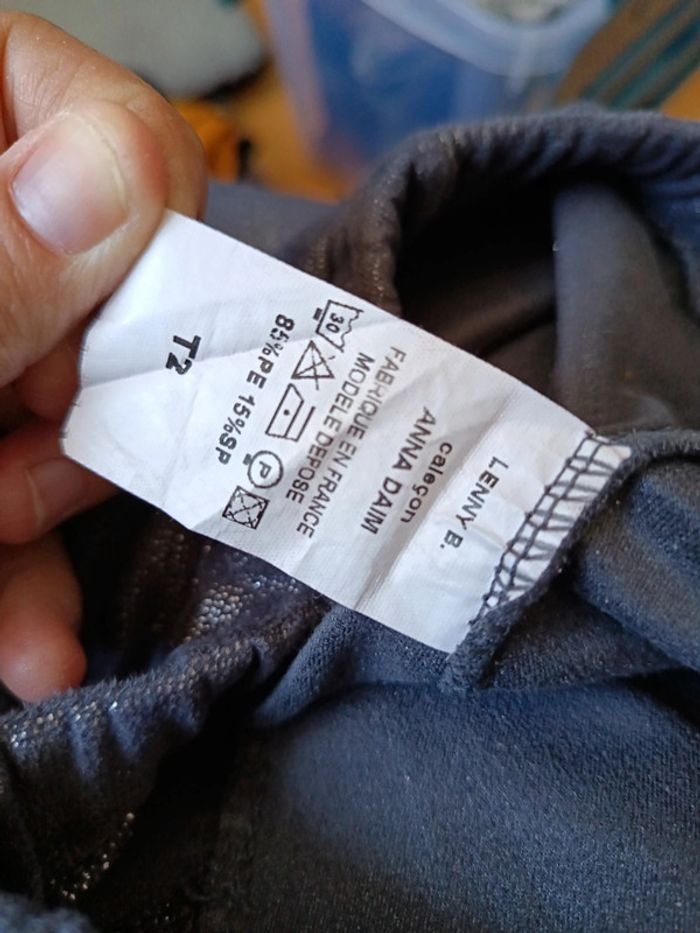 LENNY B.
caleçon
ANNA DAIM
FABRIQUE EN FRANCE
MODELE DEPOSE
30
P
85%PE 15%SP
T2